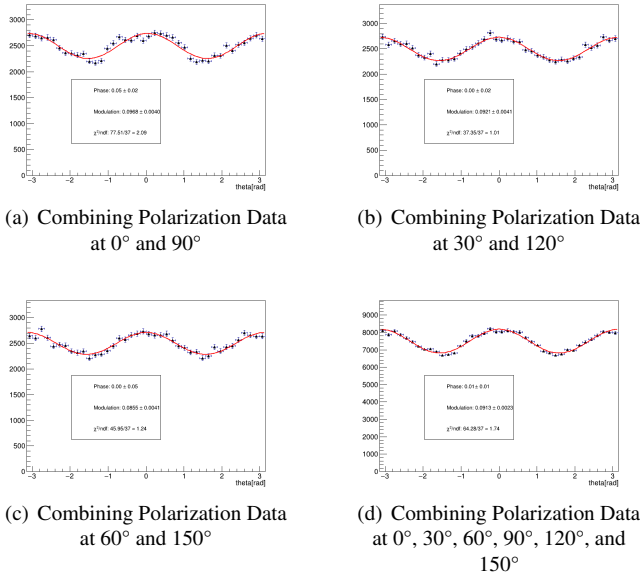 3000
2500
2000
1500
1000
500
0
Phase: 0.05 ± 0.02
Modulation: 0.0968 ± 0.0040
χ²/ndf: 77.51/37 = 2.09
−3 −2 −1 0 1 2 3
theta[rad]
(a) Combining Polarization Data
at 0° and 90°
3000
2500
2000
1500
1000
500
0
Phase: 0.00 ± 0.02
Modulation: 0.0921 ± 0.0041
χ²/ndf: 37.35/37 = 1.01
−3 −2 −1 0 1 2 3
theta[rad]
(b) Combining Polarization Data
at 30° and 120°
3000
2500
2000
1500
1000
500
0
Phase: 0.00 ± 0.05
Modulation: 0.0855 ± 0.0041
χ²/ndf: 45.95/37 = 1.24
−3 −2 −1 0 1 2 3
theta[rad]
(c) Combining Polarization Data
at 60° and 150°
9000
8000
7000
6000
5000
4000
3000
2000
1000
0
Phase: 0.01 ± 0.01
Modulation: 0.0913 ± 0.0023
χ²/ndf: 64.28/37 = 1.74
−3 −2 −1 0 1 2 3
theta[rad]
(d) Combining Polarization Data
at 0°, 30°, 60°, 90°, 120°, and
150°